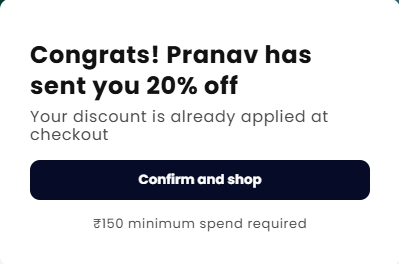 Congrats! Pranav has
sent you 20% off
Your discount is already applied at
checkout
Confirm and shop
₹150 minimum spend required